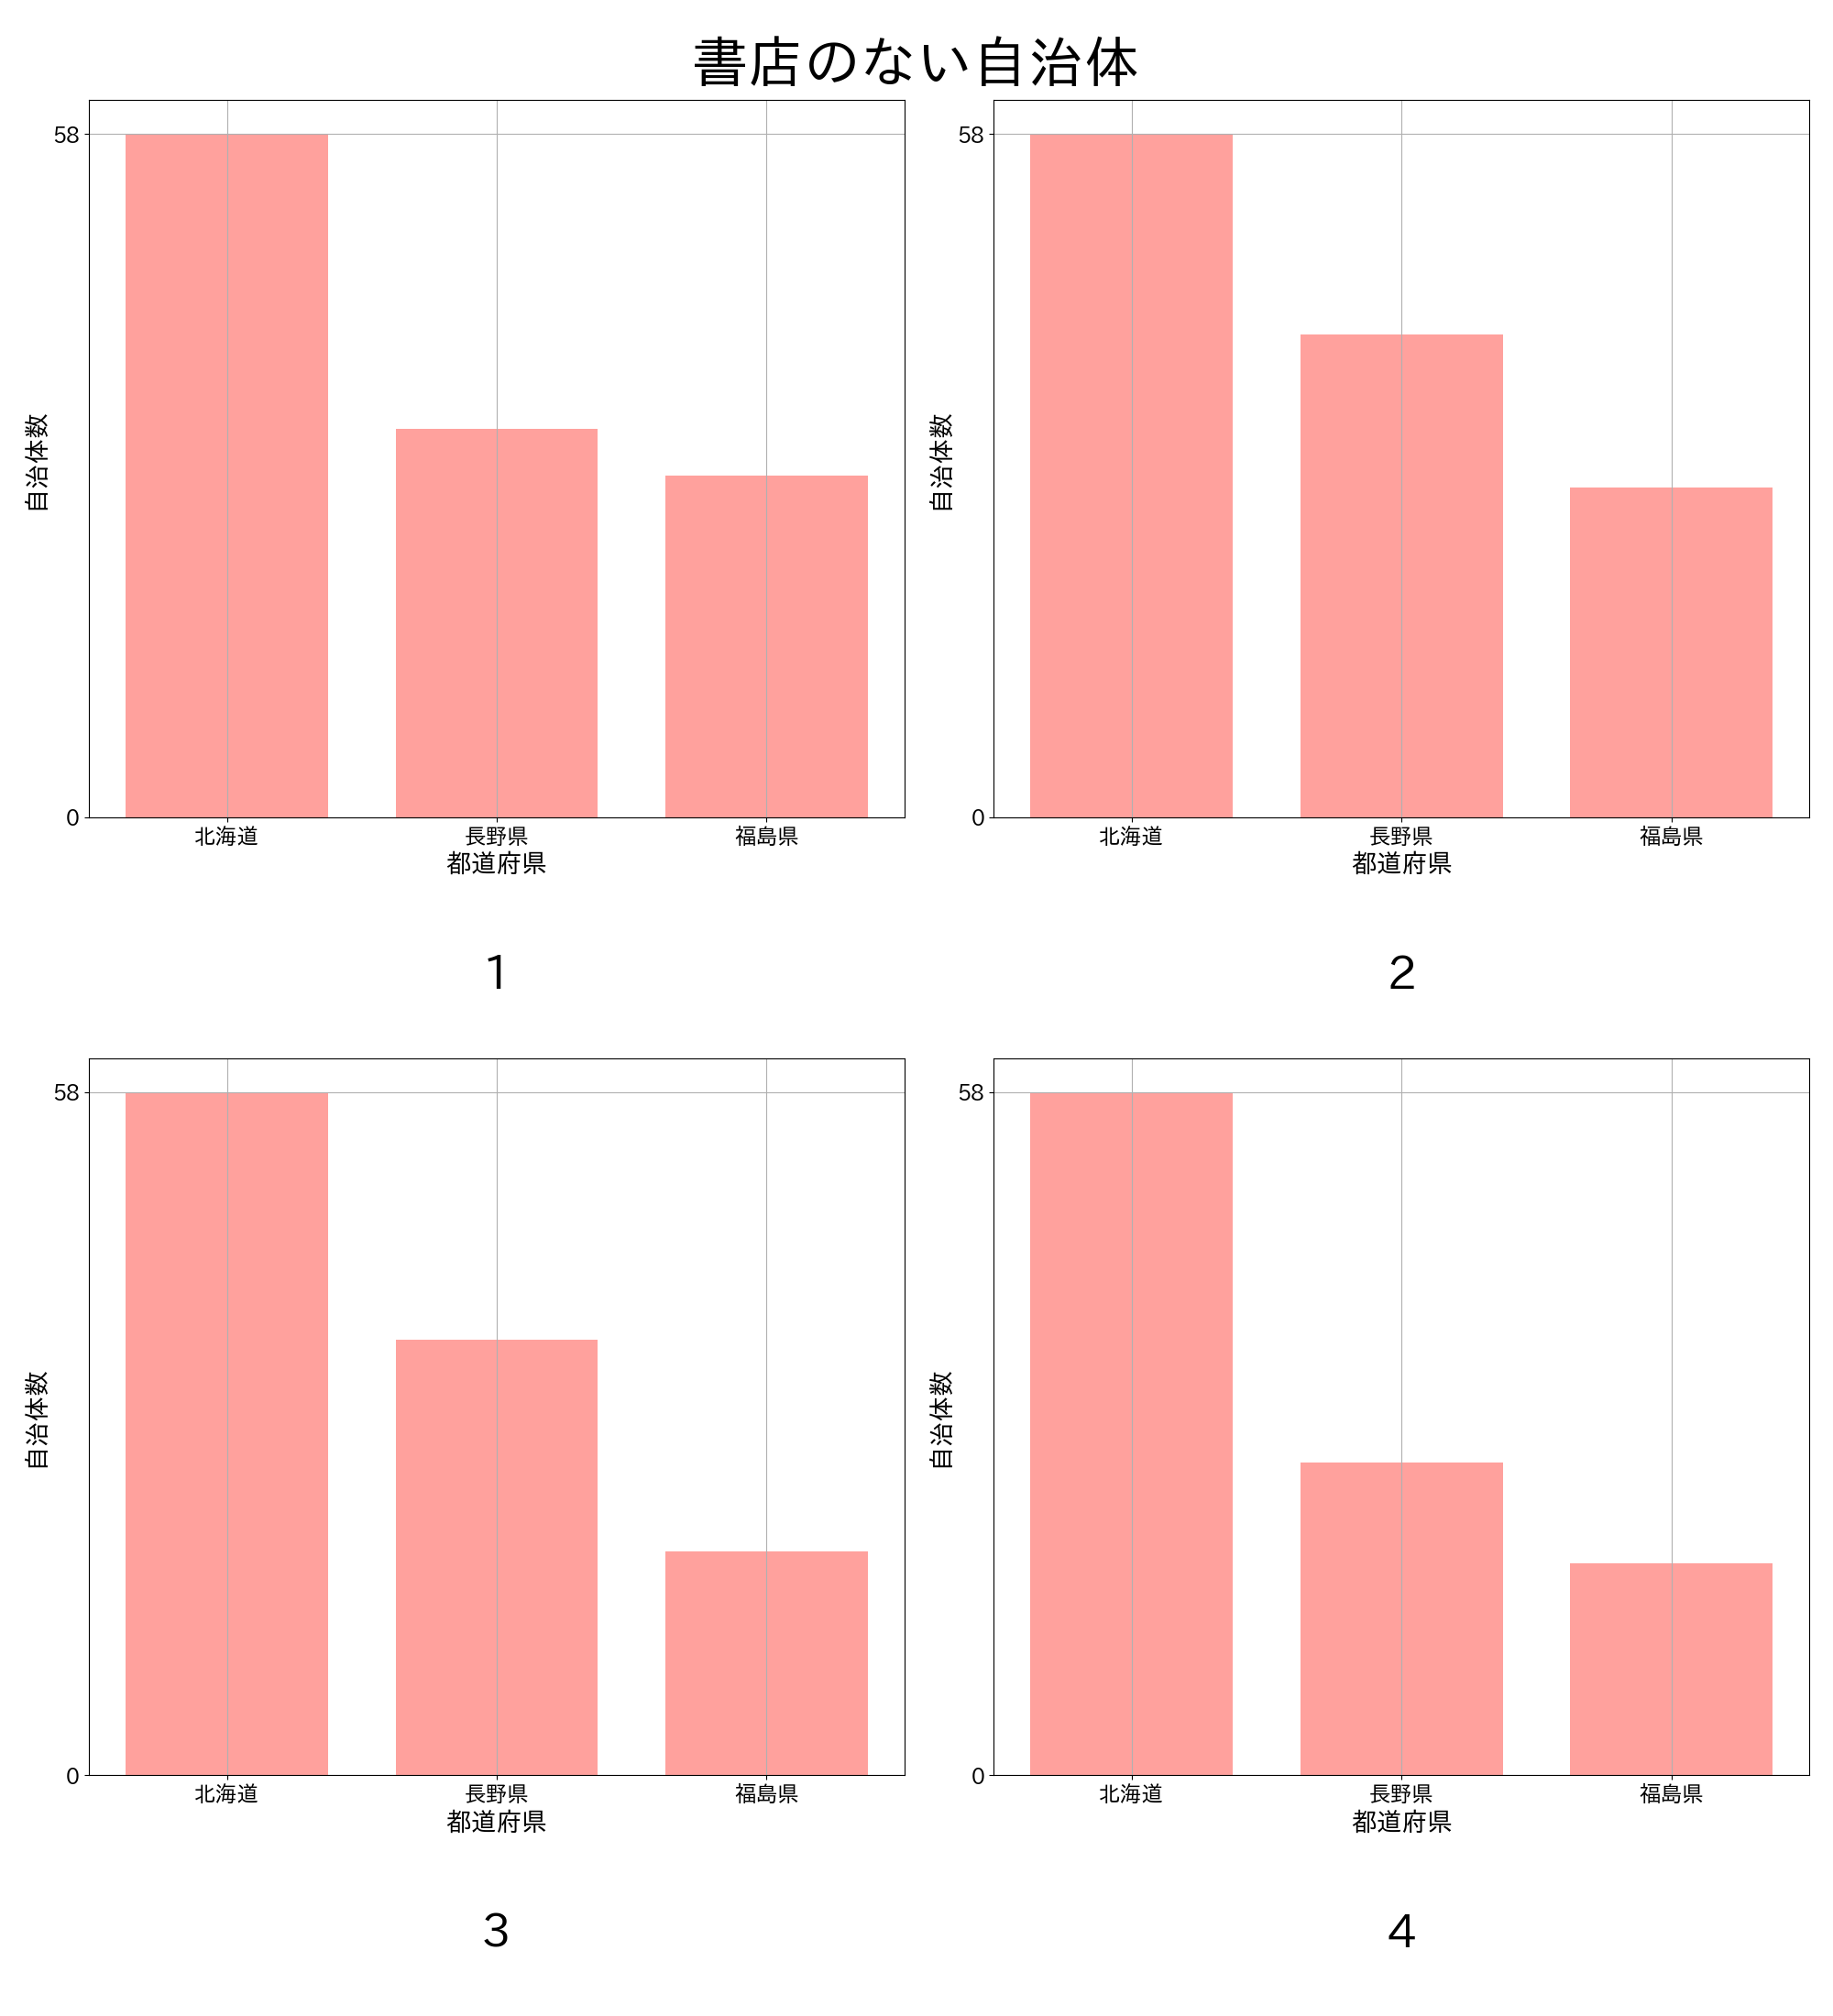 書店のない自治体
58
0
自治体数
北海道 長野県 福島県
都道府県
1
58
0
自治体数
北海道 長野県 福島県
都道府県
2
58
0
自治体数
北海道 長野県 福島県
都道府県
3
58
0
自治体数
北海道 長野県 福島県
都道府県
4